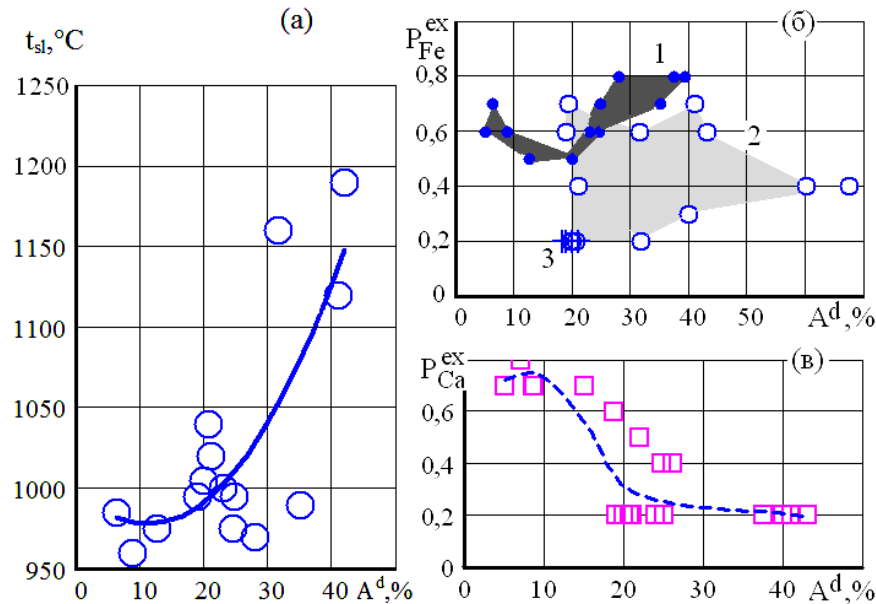 (а)
t_sl,°C
1250
1200
1150
1100
1050
1000
950
0 10 20 30 40 A^d,%
(б)
P_Fe^ex
0,8
0,6
0,4
0,2
0
1
2
3
0 10 20 30 40 50 A^d,%
(в)
P_Ca^ex
0,6
0,4
0,2
0
0 10 20 30 40 A^d,%